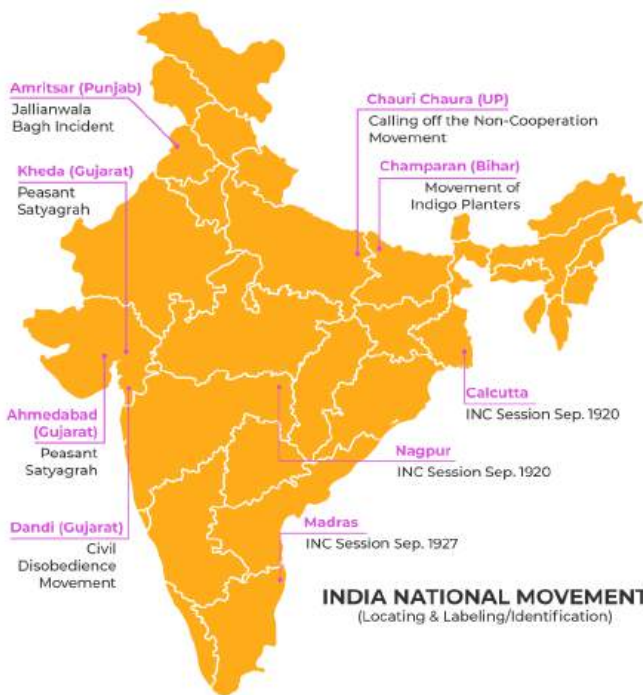 Amritsar (Punjab)
Jallianwala
Bagh Incident
Kheda (Gujarat)
Peasant
Satyagrah
Chauri Chaura (UP)
Calling off the Non-Cooperation
Movement
Champaran (Bihar)
Movement of
Indigo Planters
Ahmedabad
(Gujarat)
Peasant
Satyagrah
Calcutta
INC Session Sep. 1920
Nagpur
INC Session Sep. 1920
Dandi (Gujarat)
Civil
Disobedience
Movement
Madras
INC Session Sep. 1927
INDIA NATIONAL MOVEMENT
(Locating & Labeling/Identification)